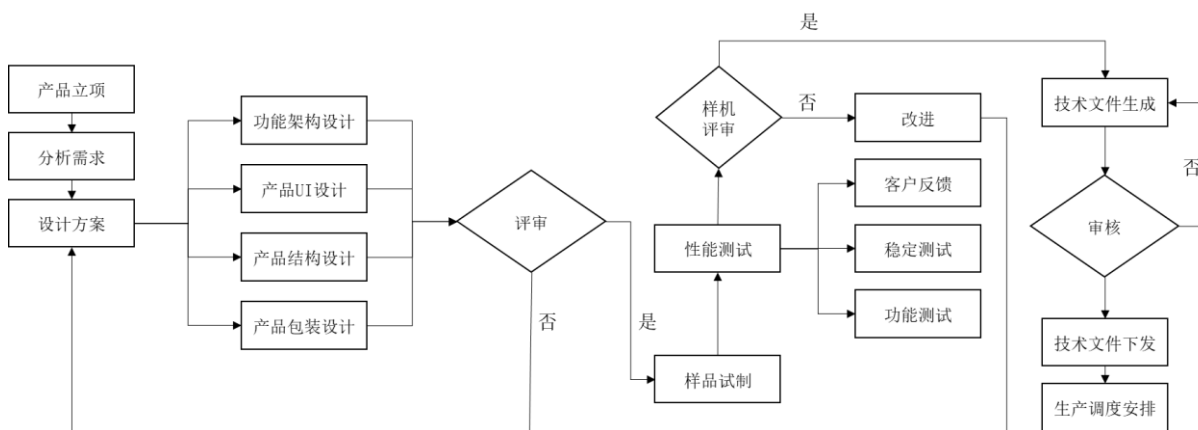 产品立项
分析需求
设计方案
功能架构设计
产品UI设计
产品结构设计
产品包装设计
评审
否
是
样品试制
性能测试
样机
评审
是
否
改进
客户反馈
稳定测试
功能测试
技术文件生成
审核
否
技术文件下发
生产调度安排